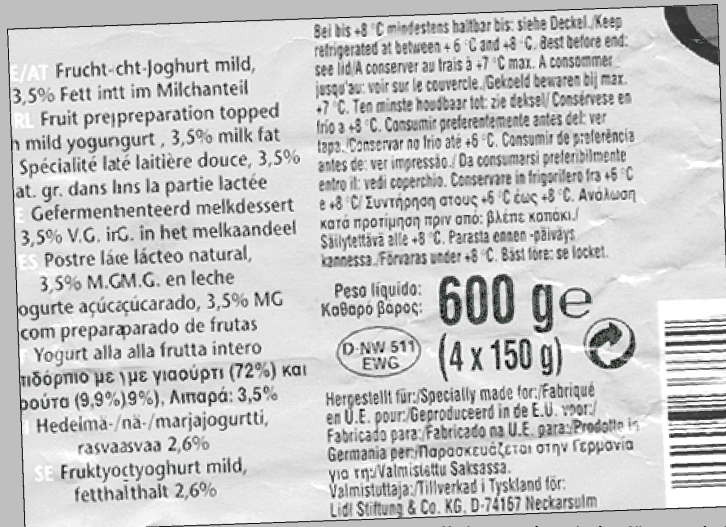 E/AT Frucht-cht-Joghurt mild,
3,5% Fett intt im Milchanteil
RL Fruit prejpreparation topped
n mild yogungurt , 3,5% milk fat
Spécialité laté laitière douce, 3,5%
at. gr. dans lıns la partie lactée
Gefermenhenteerd melkdessert
3,5% V.G. irG. in het melkaandeel
ES Postre láce lácteo natural,
3,5% M.GM.G. en leche
ogurte açúcaçúcarado, 3,5% MG
com preparaparado de frutas
Yogurt alla alla frutta intero
πιδόρπιο με ιμε γιαούρτι (72%) και
ρούτα (9,9%)9%), Λιπαρά: 3,5%
Hedelmä-/nä-/marjajogurtti,
rasvaasvaa 2,6%
SE Fruktyoctyoghurt mild,
fetthalthalt 2,6%
Bei bis +8 °C mindestens haltbar bis: siehe Deckel./Keep
refrigerated at between + 6 °C and +8 °C. Best before end:
see lid/A conserver au frais à +7 °C max. A consommer
jusqu'au: voir sur le couvercle./Gekoeld bewaren bij max.
+7 °C. Ten minste houdbaar tot: zie deksel/ Consérvese en
frio a +8 °C. Consumir preferentemente antes del: ver
tapa./Conservar no frio até +6 °C. Consumir de preferência
antes de: ver impressão./ Da consumarsi preferibilmente
entro il: vedi coperchio. Conservare in frigorifero fra +6 °C
e +8 °C/ Συντήρηση στους +6 °C έως +8 °C. Ανάλωση
κατά προτίμηση πριν από: βλέπε καπάκι./
Säilytettävä alle +8 °C. Parasta ennen -päiväys
kannessa./Förvaras under +8 °C. Bäst före: se locket.
Peso líquido:
Καθαρό βάρος:
600 g e
(4 x 150 g)
D-NW 511
EWG
Hergestellt für:/Specially made for:/Fabriqué
en U.E. pour:/Geproduceerd in de E.U. voor:/
Fabricado para:/Fabricado na U.E. para:/Prodotto in
Germania per:/Παρασκευάζεται στην Γερμανία
για τη:/Valmistettu Saksassa.
Valmistuttaja:/Tillverkad i Tyskland för:
Lidl Stiftung & Co. KG, D-74167 Neckarsulm